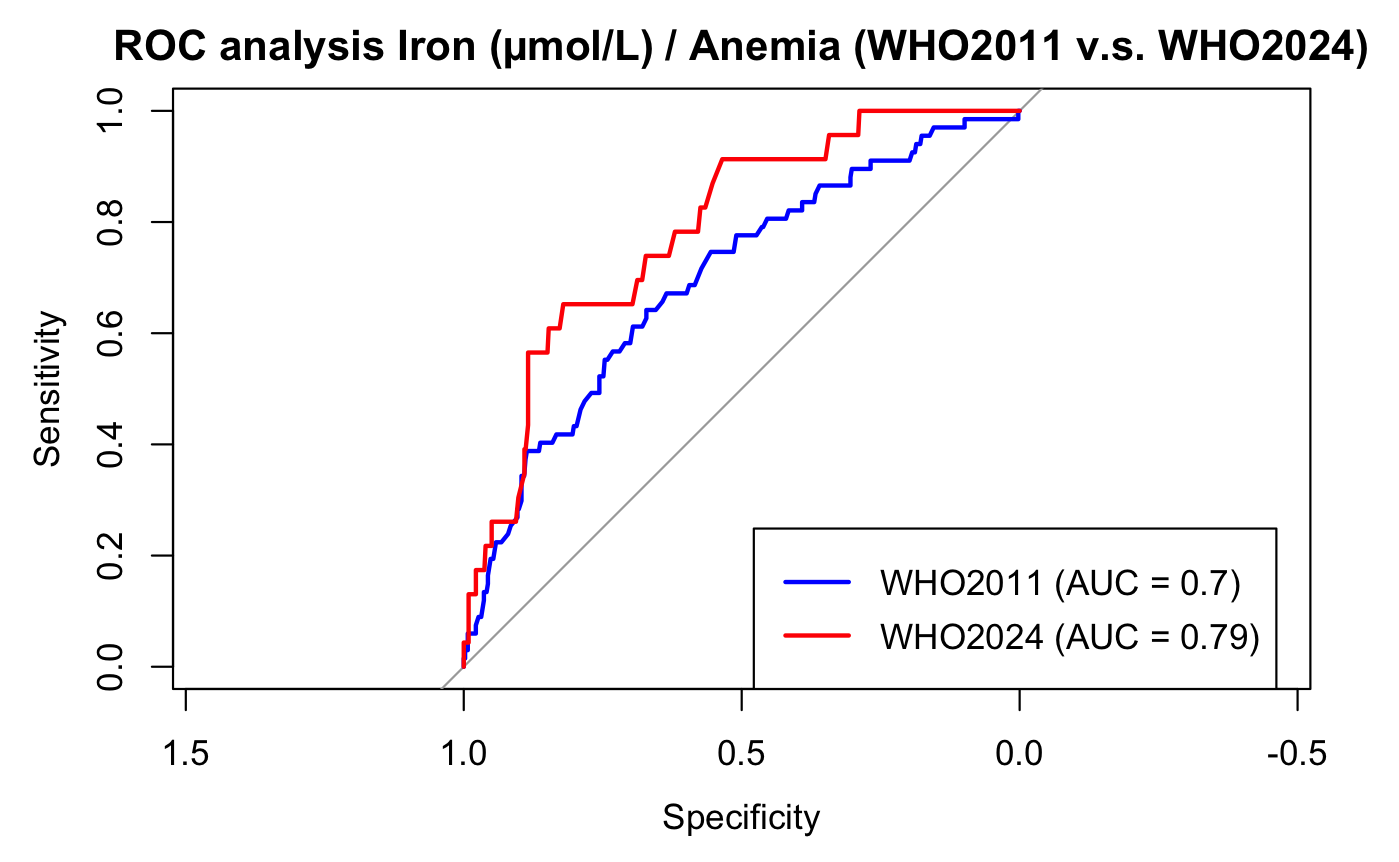 ROC analysis Iron (µmol/L) / Anemia (WHO2011 v.s. WHO2024)
Sensitivity
1.0
0.8
0.6
0.4
0.2
0.0
WHO2011 (AUC = 0.7)
WHO2024 (AUC = 0.79)
1.5 1.0 0.5 0.0 -0.5
Specificity